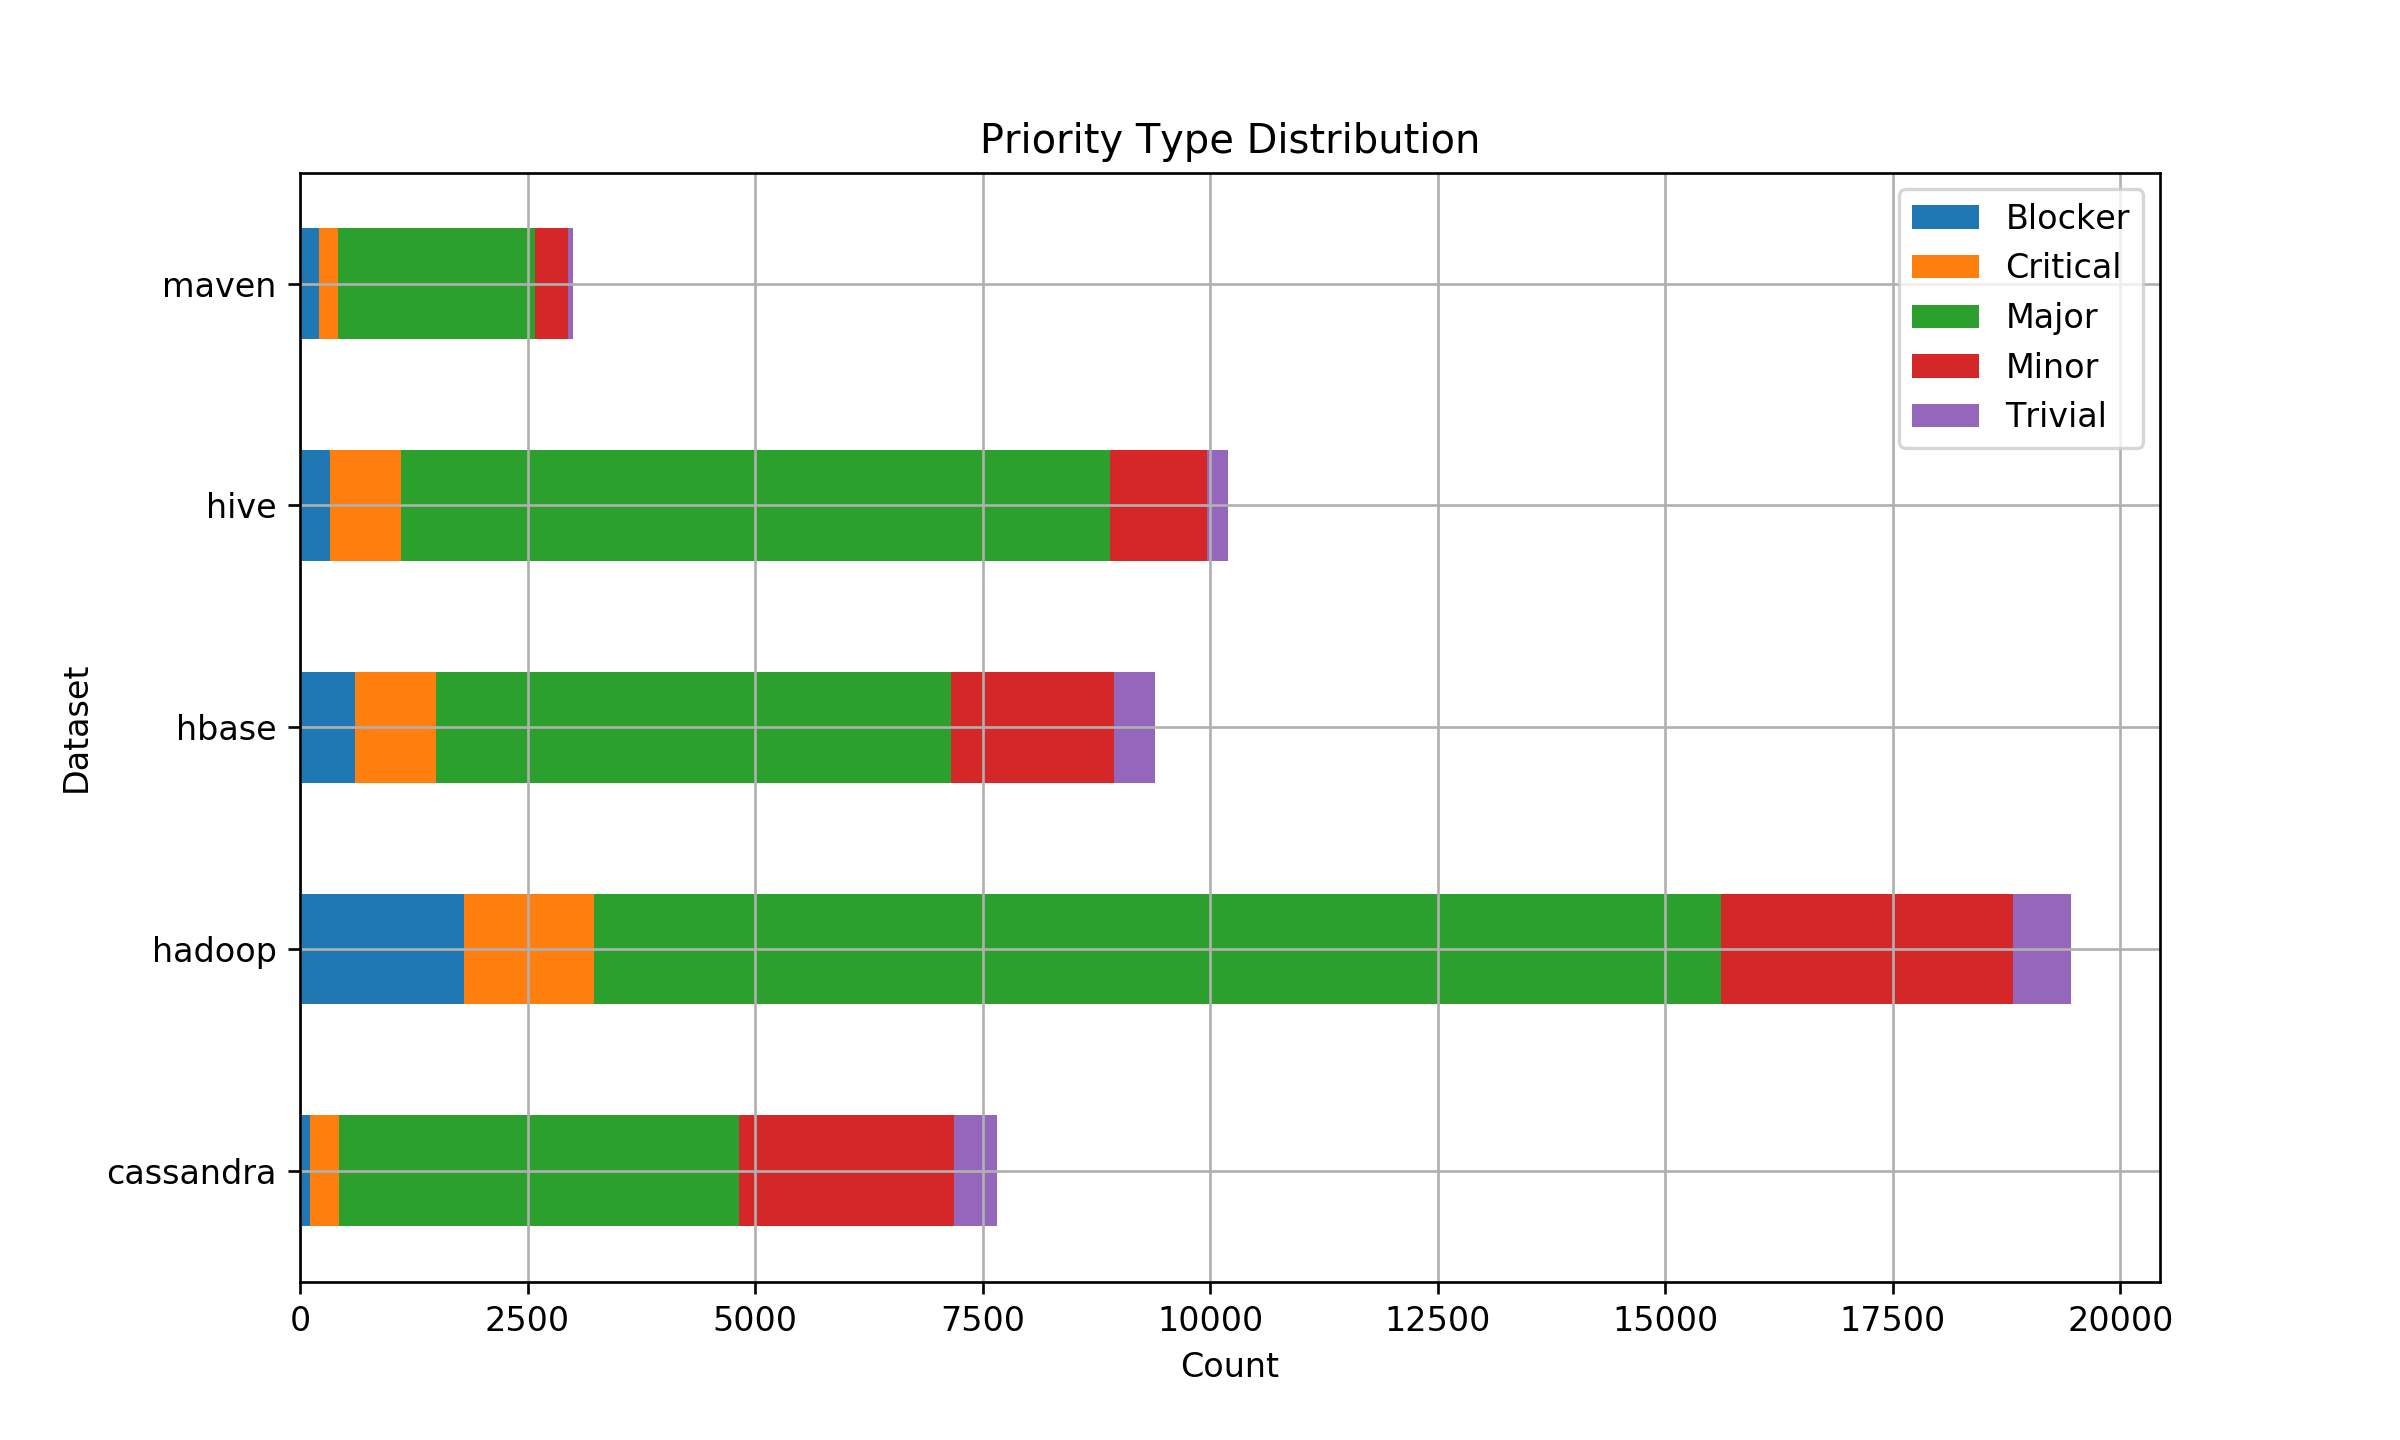 Priority Type Distribution
Blocker
Critical
Major
Minor
Trivial
maven
hive
hbase
hadoop
cassandra
Dataset
0 2500 5000 7500 10000 12500 15000 17500 20000
Count